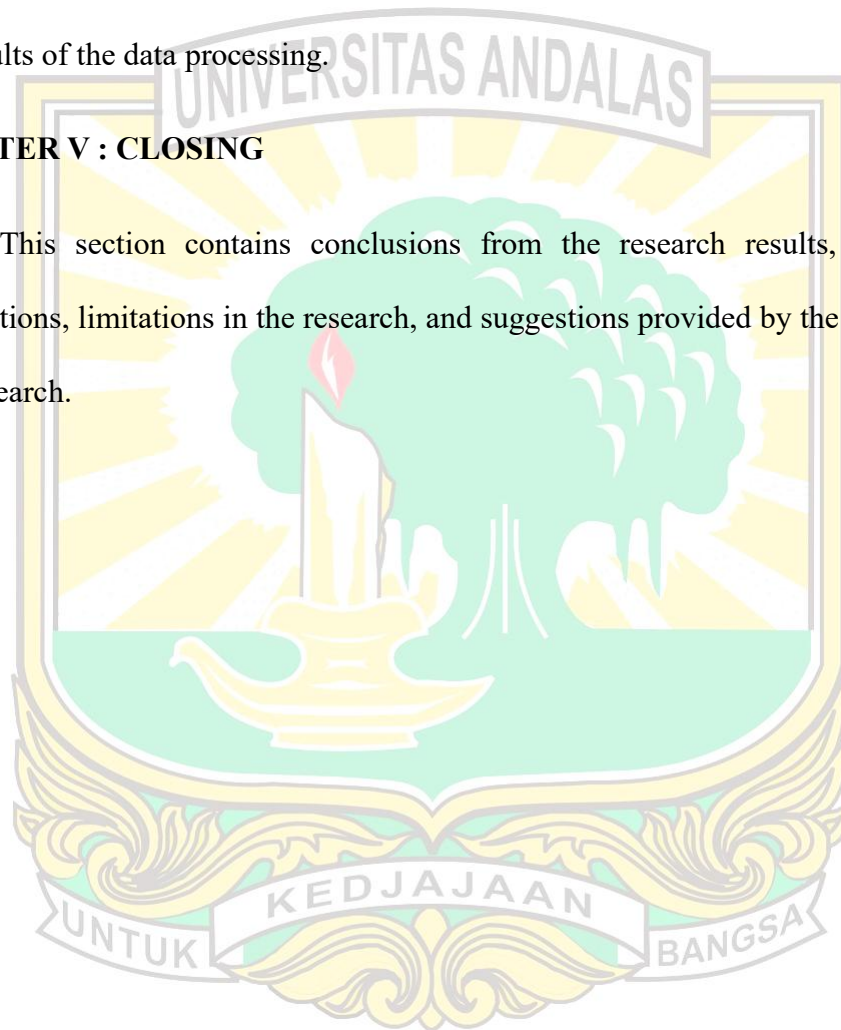 ults of the data processing.
UNIVERSITAS ANDALAS
TER V : CLOSING
This section contains conclusions from the research results,
tions, limitations in the research, and suggestions provided by the
earch.
KEDJAJAAN
UNTUK BANGSA